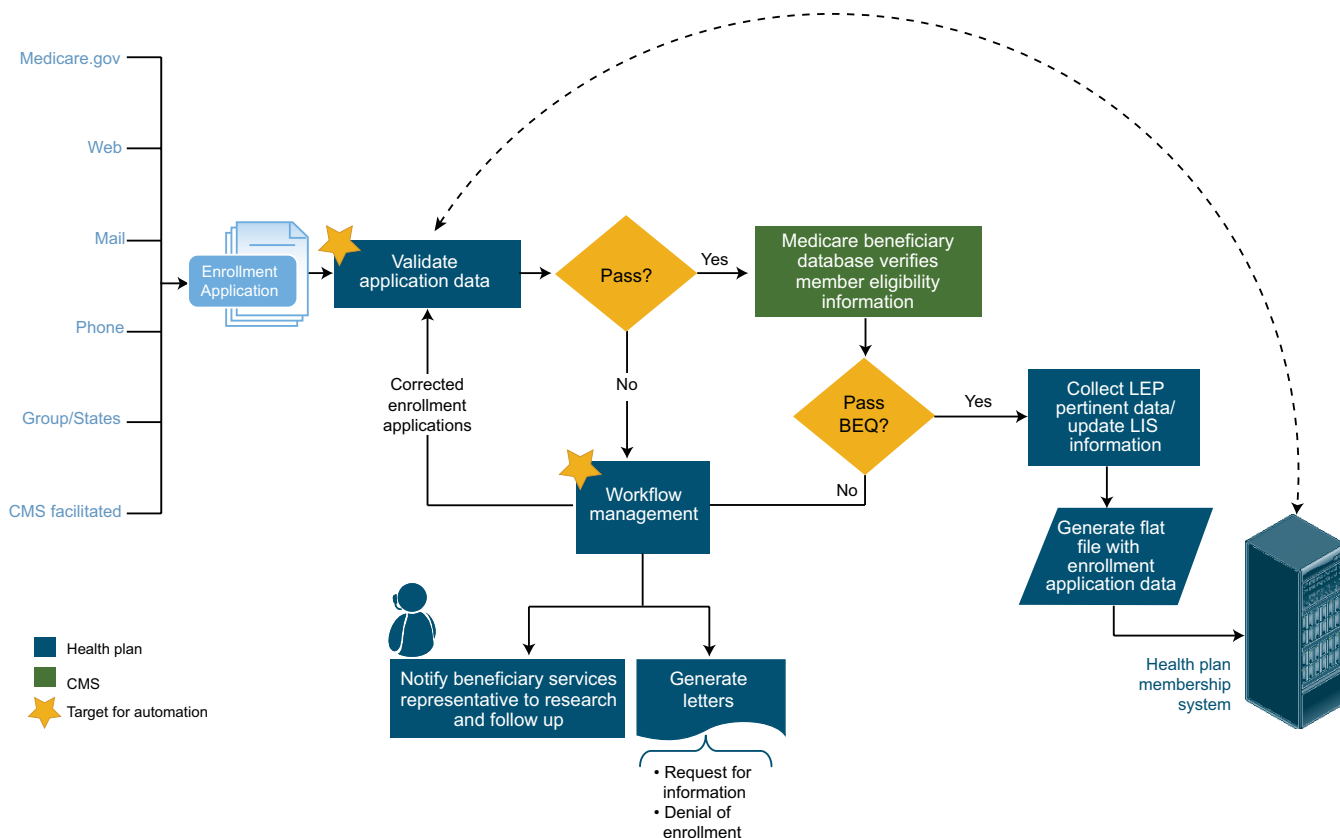 Medicare.gov
Web
Mail
Phone
Group/States
CMS facilitated
Enrollment
Application
Validate
application data
Pass?
Yes
No
Medicare beneficiary
database verifies
member eligibility
information
Pass
BEQ?
Yes
No
Collect LEP
pertinent data/
update LIS
information
Corrected
enrollment
applications
Workflow
management
Generate flat
file with
enrollment
application data
Health plan
membership
system
Notify beneficiary services
representative to research
and follow up
Generate
letters
• Request for
information
• Denial of
enrollment
Health plan
CMS
Target for automation